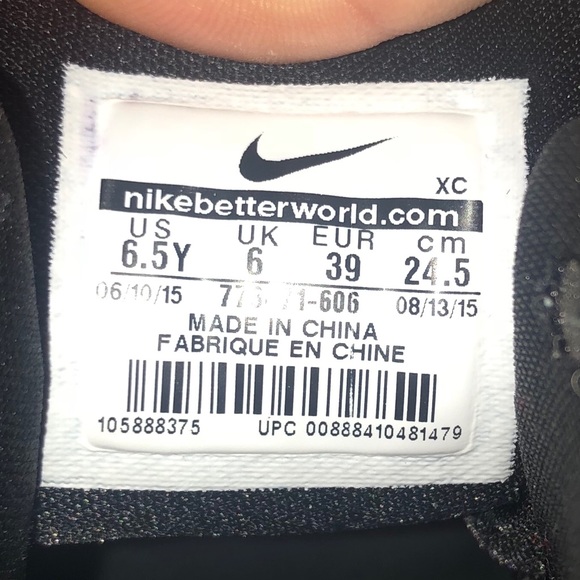 XC
nikebetterworld.com
US UK EUR cm
6.5Y 6 39 24.5
06/10/15 08/13/15
MADE IN CHINA
FABRIQUE EN CHINE
105888375 UPC 00888410481479